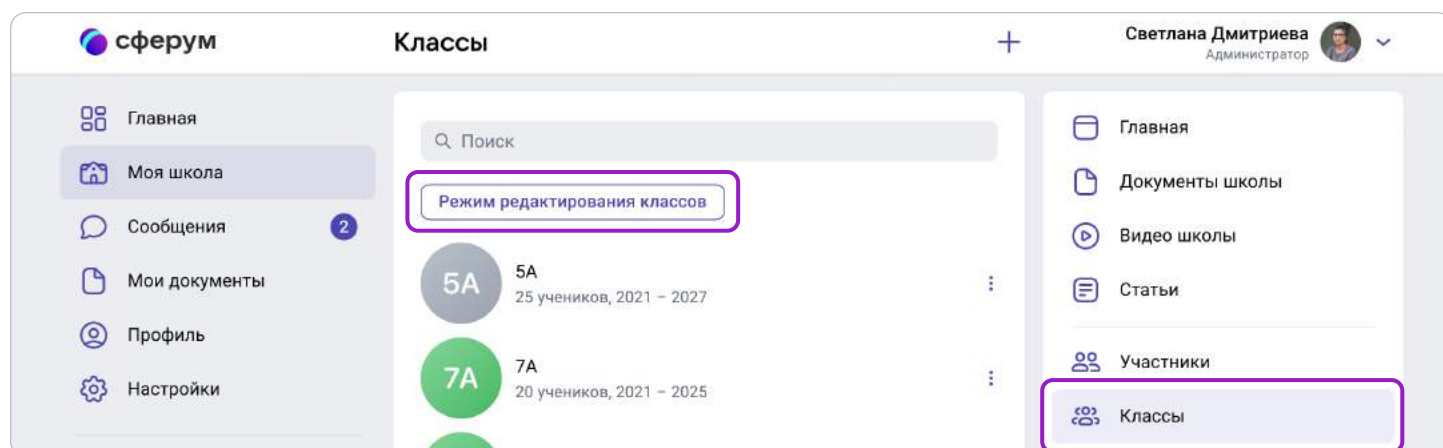 сферум
Классы
Светлана Дмитриева
Администратор
Главная
Моя школа
Сообщения
2
Мои документы
Профиль
Настройки
Поиск
Режим редактирования классов
5А
5А
25 учеников, 2021 – 2027
7А
7А
20 учеников, 2021 – 2025
Главная
Документы школы
Видео школы
Статьи
Участники
Классы